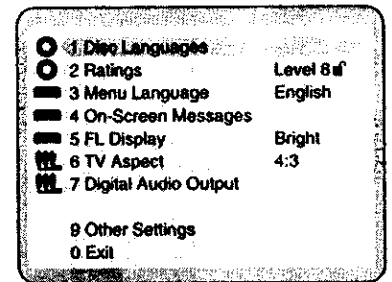 1 Disc Languages
2 Ratings Level 8
3 Menu Language English
4 On-Screen Messages
5 FL Display Bright
6 TV Aspect 4:3
7 Digital Audio Output
9 Other Settings
0 Exit